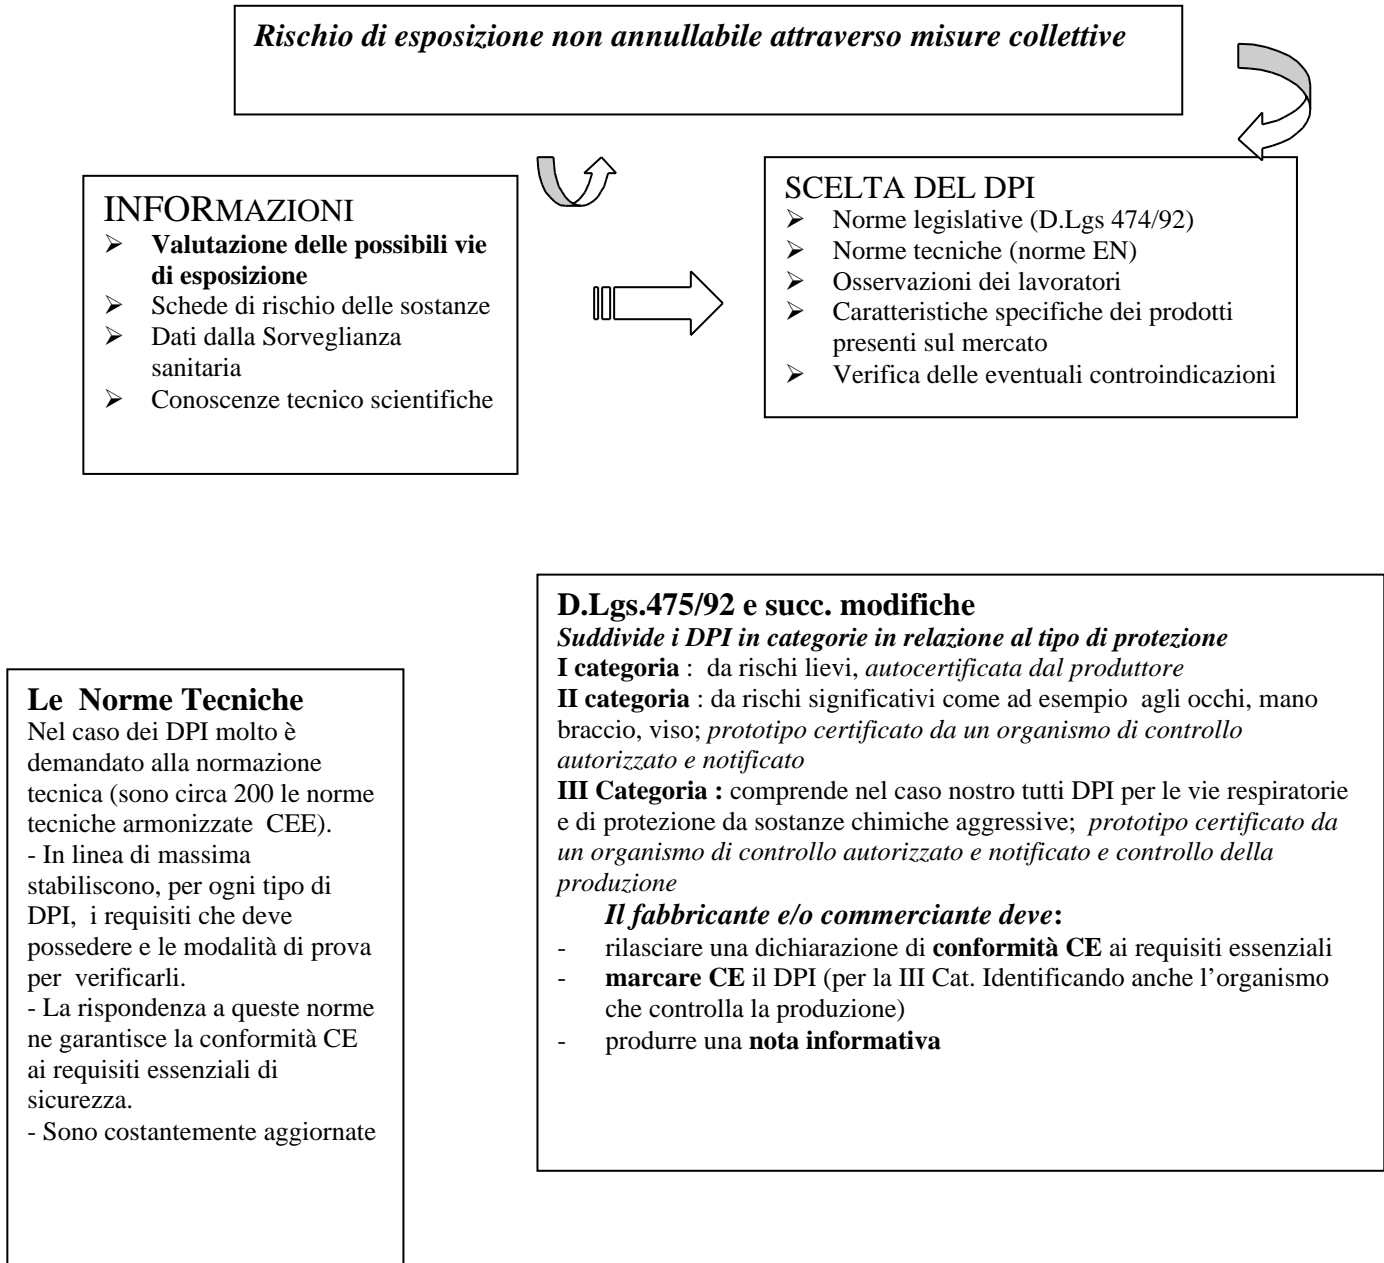 Rischio di esposizione non annullabile attraverso misure collettive
INFORMAZIONI
➢ Valutazione delle possibili vie
di esposizione
➢ Schede di rischio delle sostanze
➢ Dati dalla Sorveglianza
sanitaria
➢ Conoscenze tecnico scientifiche
SCELTA DEL DPI
➢ Norme legislative (D.Lgs 474/92)
➢ Norme tecniche (norme EN)
➢ Osservazioni dei lavoratori
➢ Caratteristiche specifiche dei prodotti
presenti sul mercato
➢ Verifica delle eventuali controindicazioni
Le Norme Tecniche
Nel caso dei DPI molto è
demandato alla normazione
tecnica (sono circa 200 le norme
tecniche armonizzate CEE).
- In linea di massima
stabiliscono, per ogni tipo di
DPI, i requisiti che deve
possedere e le modalità di prova
per verificarli.
- La rispondenza a queste norme
ne garantisce la conformità CE
ai requisiti essenziali di
sicurezza.
- Sono costantemente aggiornate
D.Lgs.475/92 e succ. modifiche
Suddivide i DPI in categorie in relazione al tipo di protezione
I categoria : da rischi lievi, autocertificata dal produttore
II categoria : da rischi significativi come ad esempio agli occhi, mano
braccio, viso; prototipo certificato da un organismo di controllo
autorizzato e notificato
III Categoria : comprende nel caso nostro tutti DPI per le vie respiratorie
e di protezione da sostanze chimiche aggressive; prototipo certificato da
un organismo di controllo autorizzato e notificato e controllo della
produzione
Il fabbricante e/o commerciante deve:
- rilasciare una dichiarazione di conformità CE ai requisiti essenziali
- marcare CE il DPI (per la III Cat. Identificando anche l'organismo
che controlla la produzione)
- produrre una nota informativa